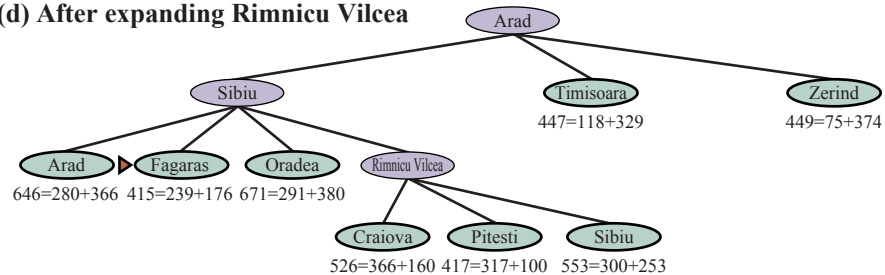 (d) After expanding Rimnicu Vilcea
Arad
Sibiu
Timisoara
Zerind
447=118+329
449=75+374
Arad
Fagaras
Oradea
Rimnicu Vilcea
646=280+366
415=239+176
671=291+380
Craiova
Pitesti
Sibiu
526=366+160
417=317+100
553=300+253